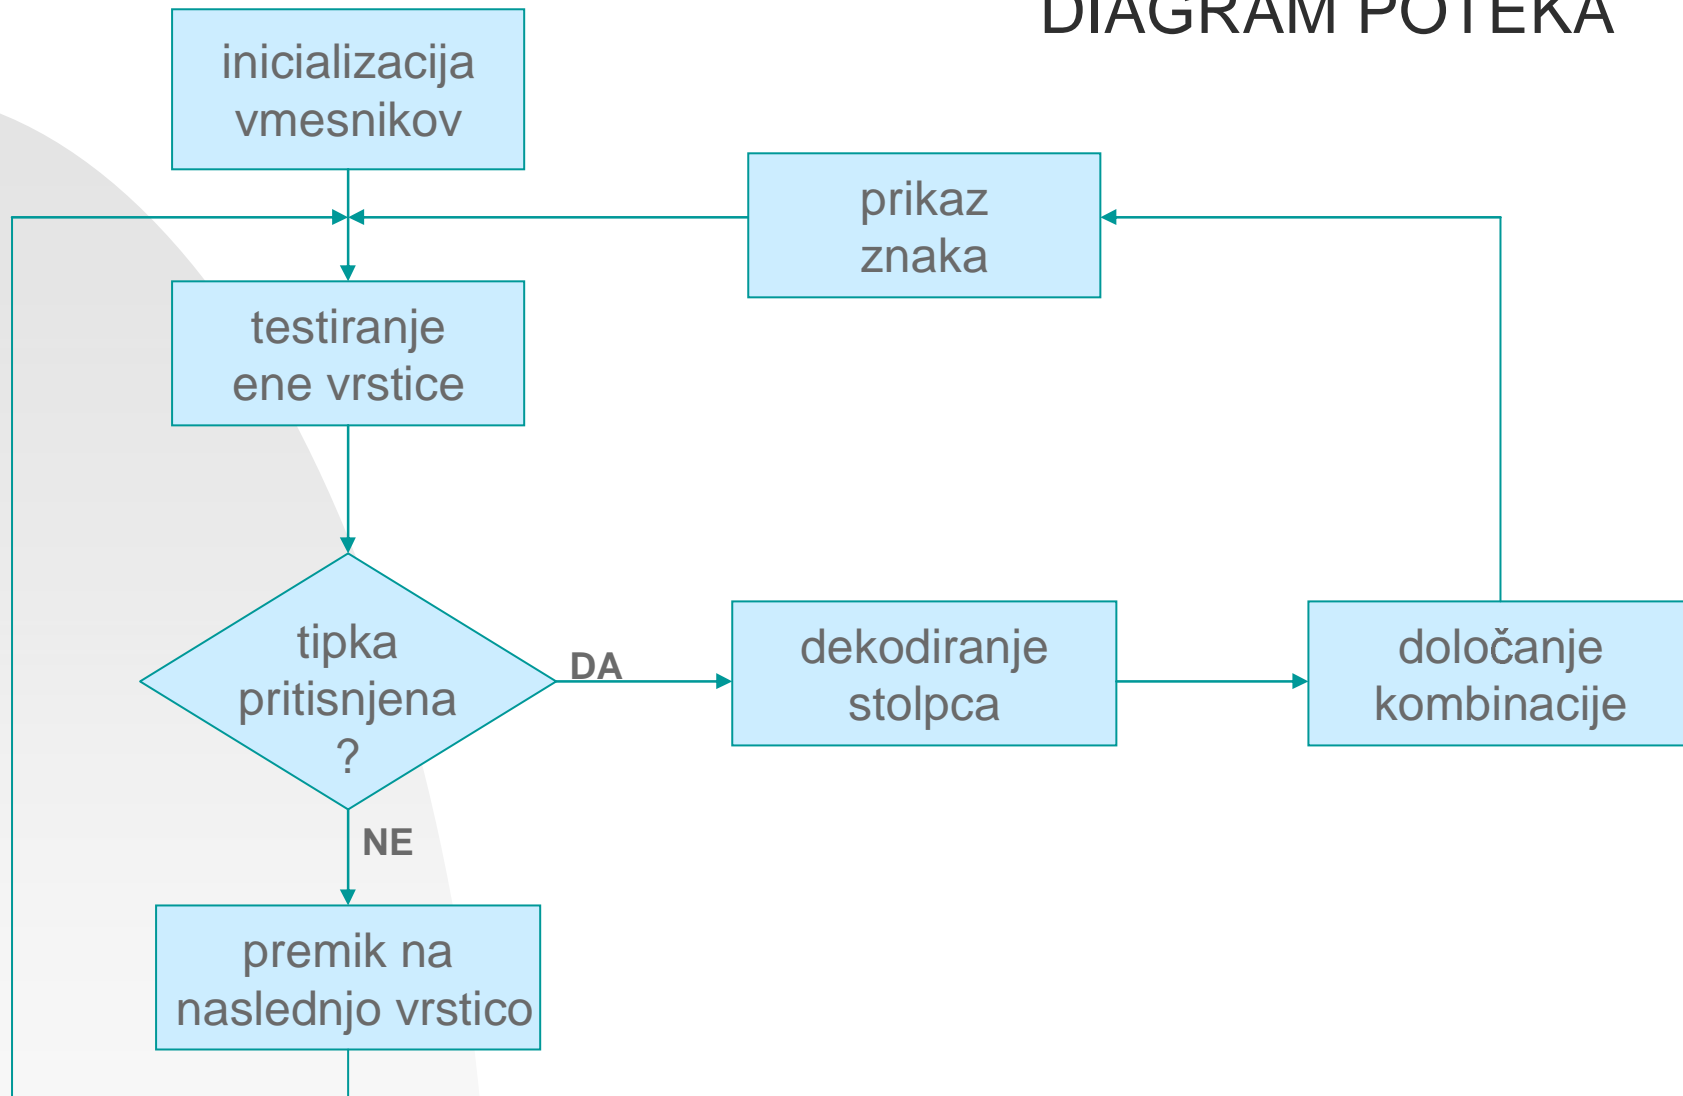 DIAGRAM POTEKA
inicializacija
vmesnikov
prikaz
znaka
testiranje
ene vrstice
tipka
pritisnjena
?
DA
dekodiranje
stolpca
določanje
kombinacije
NE
premik na
naslednjo vrstico